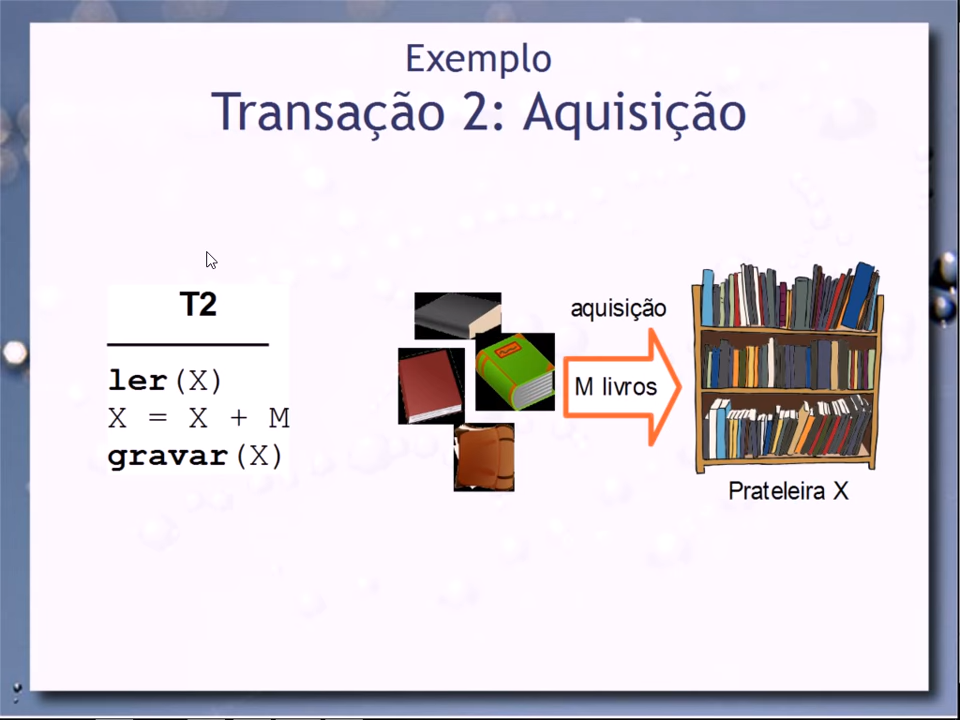 Exemplo
Transação 2: Aquisição
T2
ler(X)
X = X + M
gravar(X)
aquisição
M livros
Prateleira X